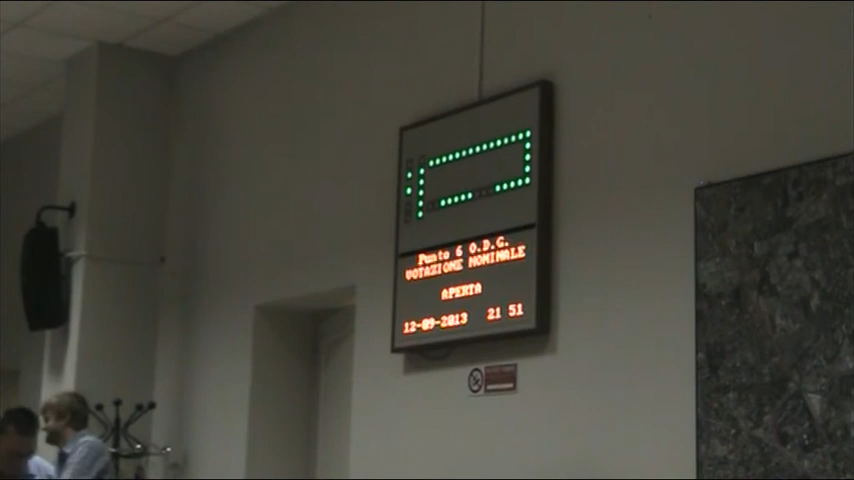 Punto 6 O.D.G.
VOTAZIONE NOMINALE
APERTA
12-09-2013 21 51